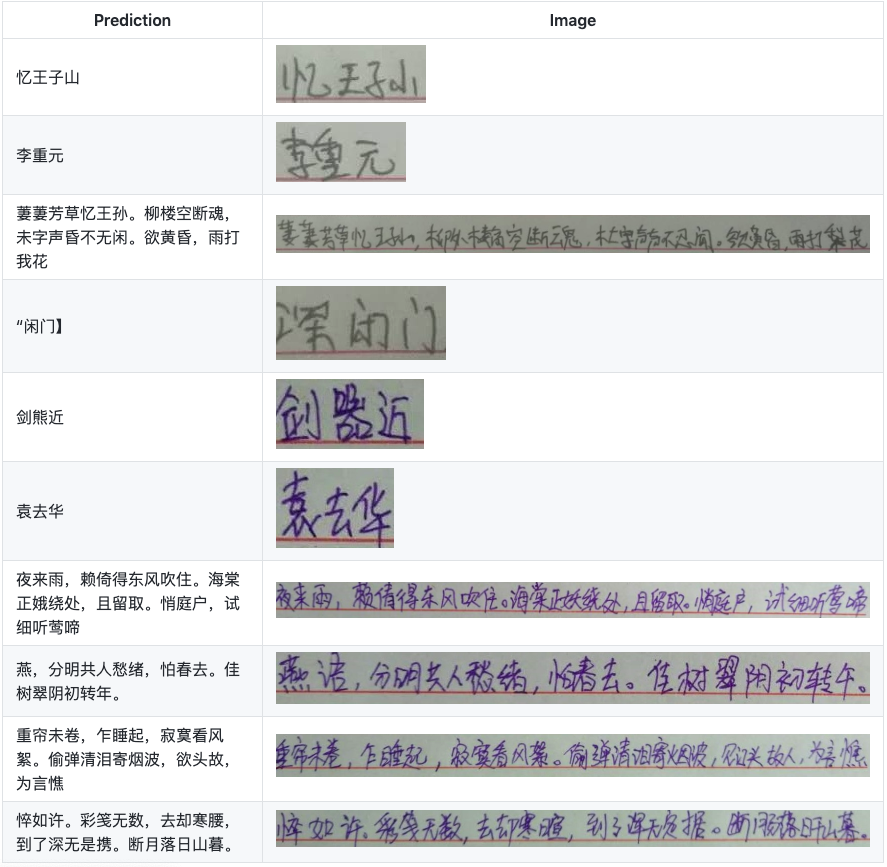 Prediction Image
忆王子山
忆王孙
李重元
李重元
萋萋芳草忆王孙。柳楼空断魂，
未字声昏不无闲。欲黄昏，雨打
我花
萋萋芳草忆王孙，柳外楼高空断魂，杜宇声声不忍闻。欲黄昏，雨打梨花
“闲门】
深闭门
剑熊近
剑器近
袁去华
袁去华
夜来雨，赖倚得东风吹住。海棠
正娥绕处，且留取。悄庭户，试
细听莺啼
夜来雨，赖倩得东风吹住。海棠正妖绕处，且留取。悄庭户，试细听莺啼
燕，分明共人愁绪，怕春去。佳
树翠阴初转年。
燕语，分明共人愁绪，怕春去。佳树翠阴初转午。
重帘未卷，乍睡起，寂寞看风
絮。偷弹清泪寄烟波，欲头故，
为言憔
重帘未卷，乍睡起，寂寞看风絮。偷弹清泪寄烟波，见江头故人，为言憔
悴如许。彩笺无数，去却寒腰，
到了深无是携。断月落日山暮。
悴如许。彩笺无数，去却寒暄，到了浑无定据。断肠落日千山暮。